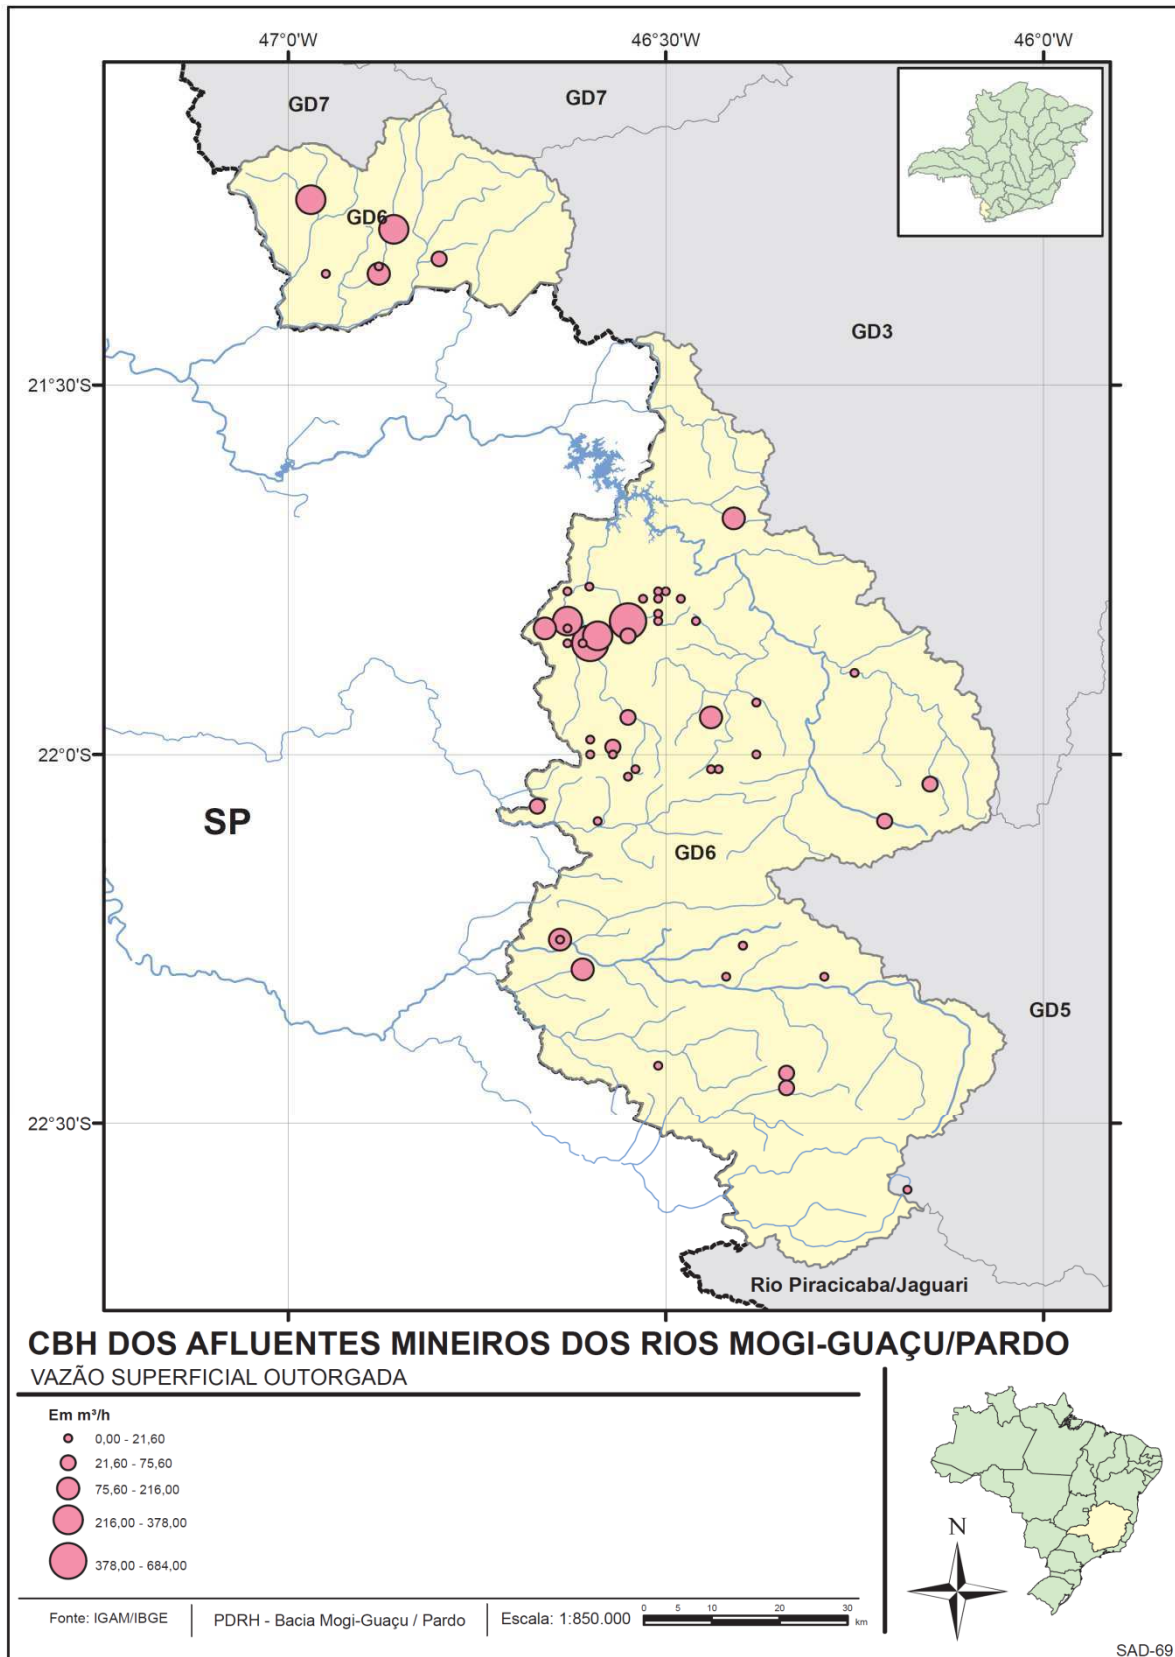 47°0'W
46°30'W
46°0'W
GD7
GD7
GD6
GD3
21°30'S
22°0'S
SP
GD6
GD5
22°30'S
Rio Piracicaba/Jaguari
CBH DOS AFLUENTES MINEIROS DOS RIOS MOGI-GUAÇU/PARDO
VAZÃO SUPERFICIAL OUTORGADA
Em m³/h
0,00 - 21,60
21,60 - 75,60
75,60 - 216,00
216,00 - 378,00
378,00 - 684,00
N
Fonte: IGAM/IBGE
PDRH - Bacia Mogi-Guaçu / Pardo
Escala: 1:850.000
0 5 10 20 30
km
SAD-69